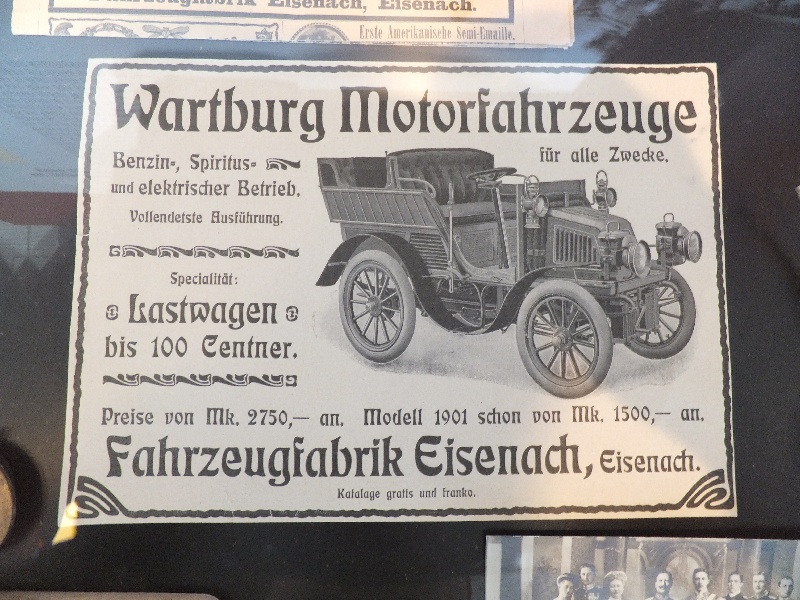 Fahrzeugfabrik Eisenach, Eisenach.
Erste Amerikanische Semi-Emaille.
Wartburg Motorfahrzeuge
für alle Zwecke.
Benzin-, Spiritus-
und elektrischer Betrieb.
Vollendetste Ausführung.
Specialität:
Lastwagen
bis 100 Centner.
Preise von Mk. 2750,— an. Modell 1901 schon von Mk. 1500,— an.
Fahrzeugfabrik Eisenach, Eisenach.
Kataloge gratis und franko.